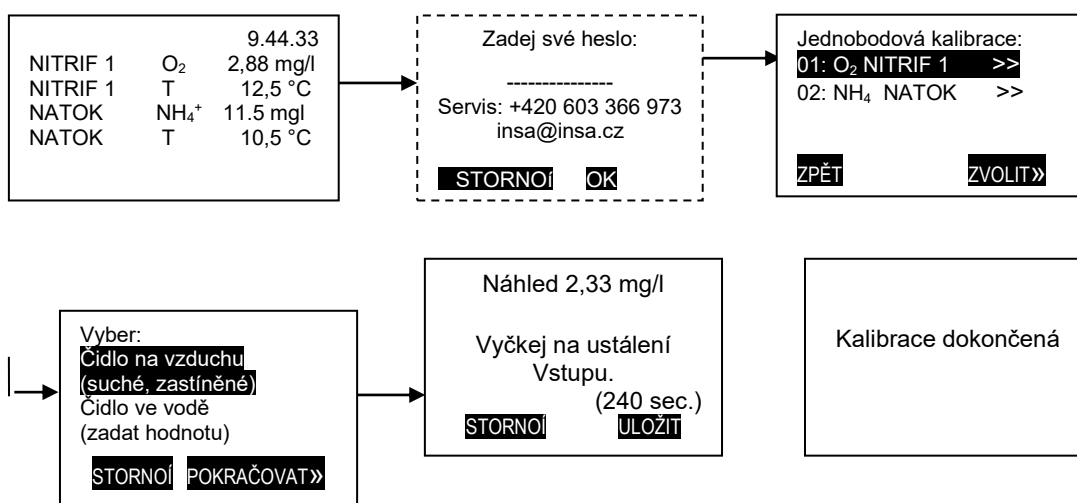 9.44.33
NITRIF 1 O₂ 2,88 mg/l
NITRIF 1 T 12,5 °C
NATOK NH₄⁺ 11.5 mgl
NATOK T 10,5 °C
Zadej své heslo:
---------------
Servis: +420 603 366 973
insa@insa.cz
STORNOí OK
Jednobodová kalibrace:
01: O₂ NITRIF 1 >>
02: NH₄ NATOK >>
ZPĚT ZVOLIT»
Vyber:
Čidlo na vzduchu
(suché, zastíněné)
Čidlo ve vodě
(zadat hodnotu)
STORNOÍ POKRAČOVAT»
Náhled 2,33 mg/l
Vyčkej na ustálení
Vstupu.
(240 sec.)
STORNOÍ ULOŽIT
Kalibrace dokončená